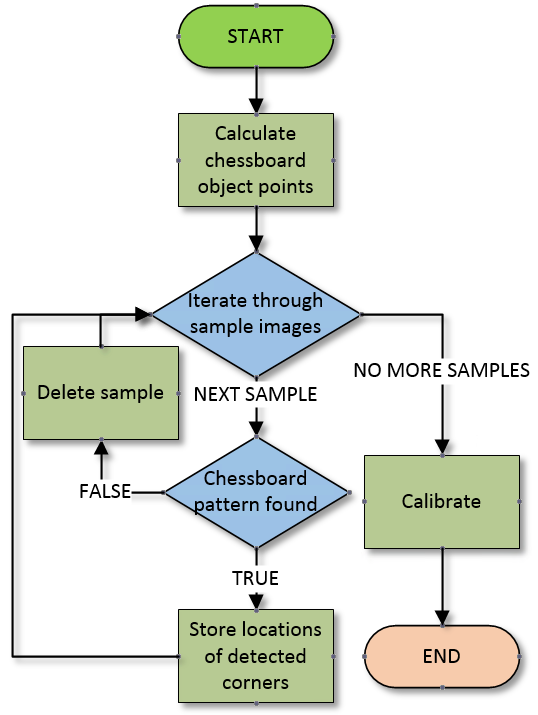 START
Calculate
chessboard
object points
Iterate through
sample images
NO MORE SAMPLES
Delete sample
NEXT SAMPLE
Chessboard
pattern found
FALSE
Calibrate
TRUE
Store locations
of detected
corners
END